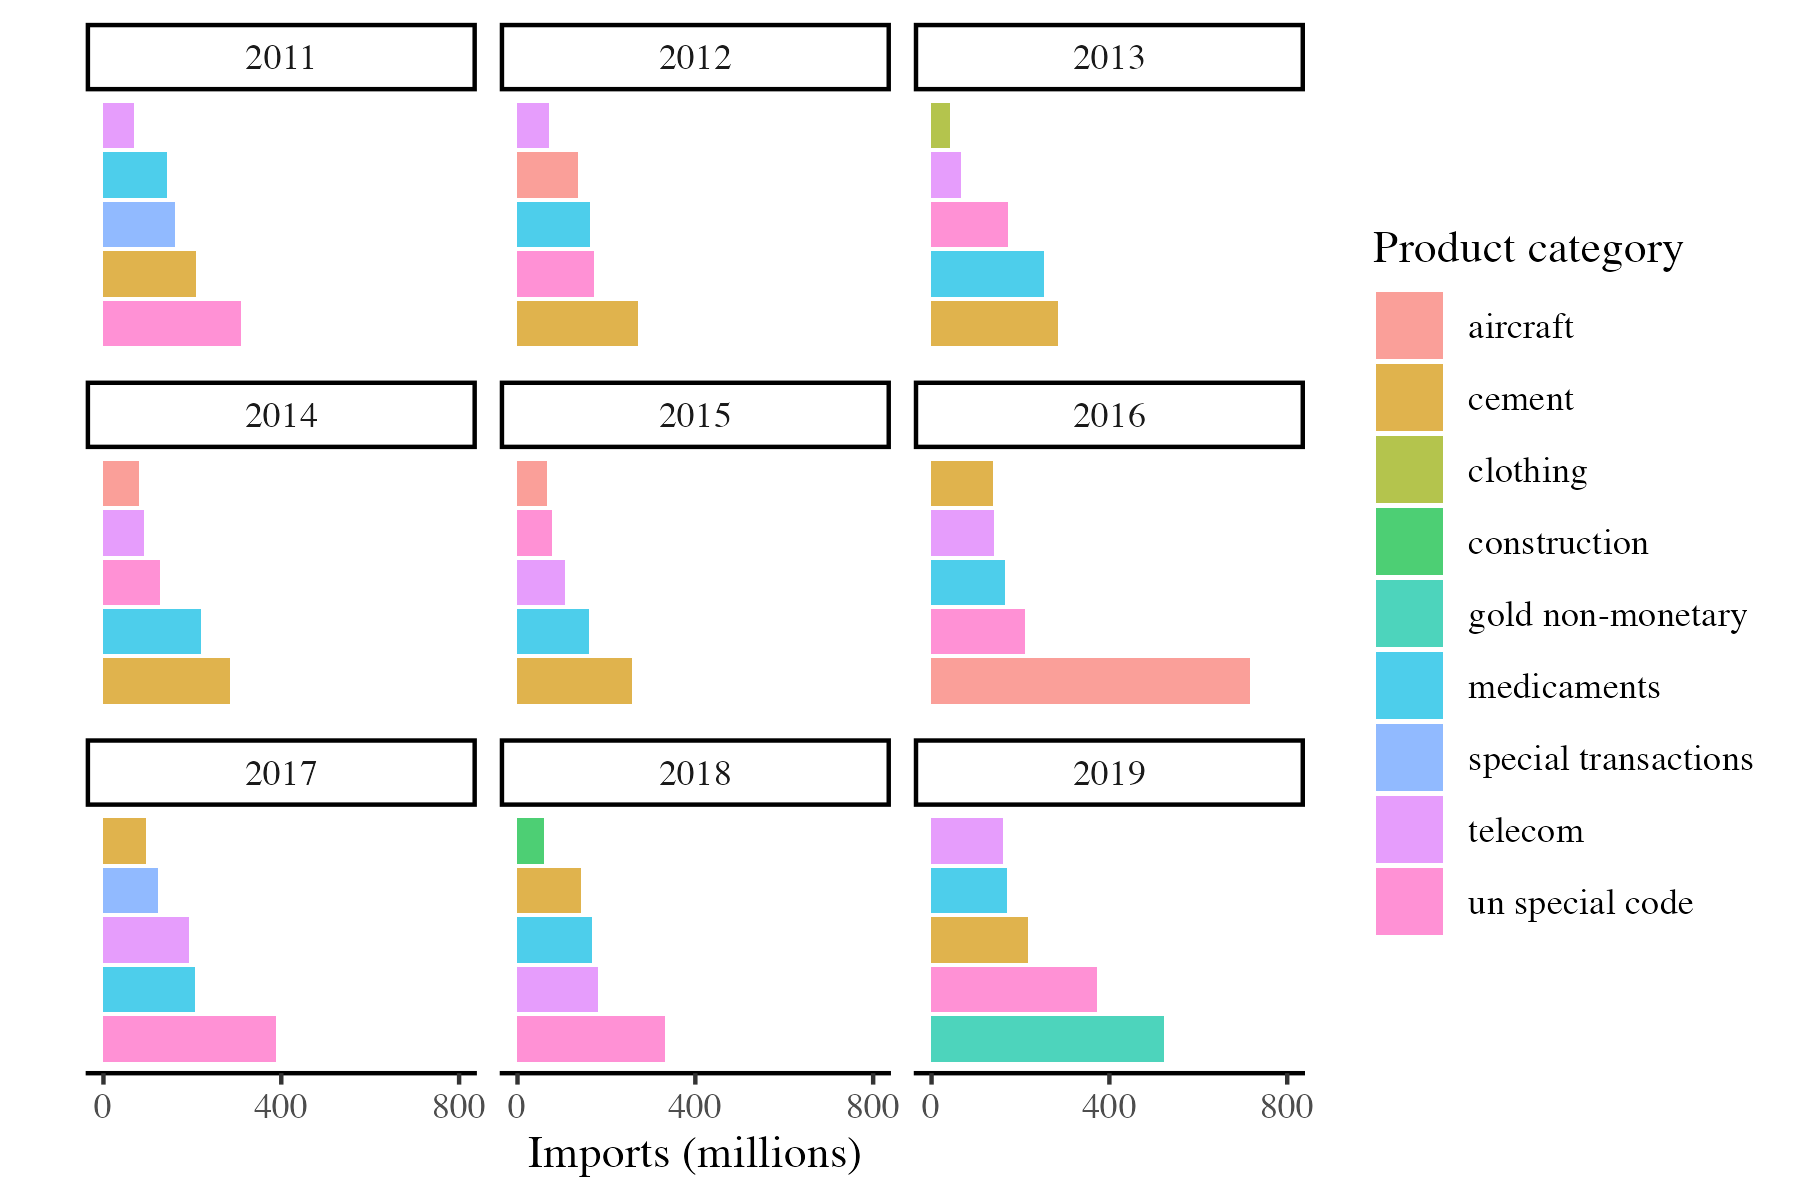 2011 2012 2013
2014 2015 2016
2017 2018 2019
0 400 800 0 400 800 0 400 800
Imports (millions)
Product category
aircraft
cement
clothing
construction
gold non-monetary
medicaments
special transactions
telecom
un special code